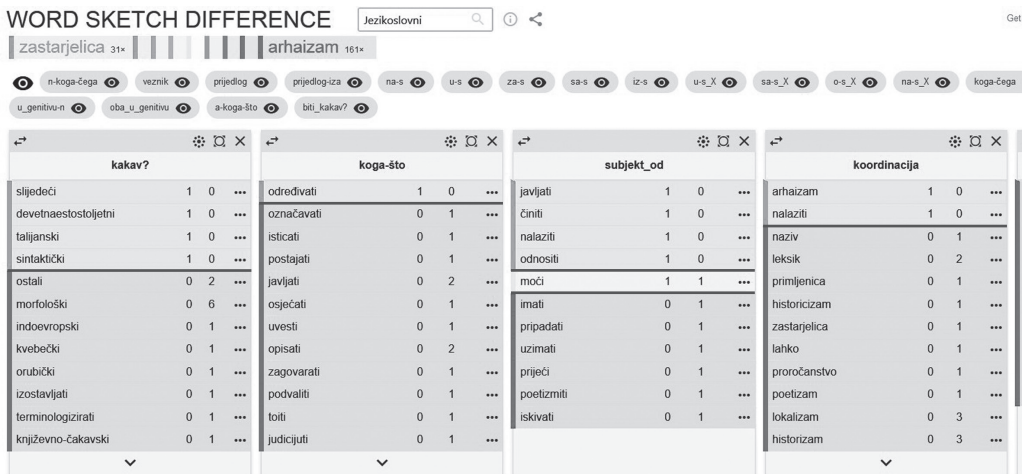 WORD SKETCH DIFFERENCE Jezikoslovni Get
zastarjelica 31× arhaizam 161×
n-koga-čega veznik prijedlog prijedlog-iza na-s u-s za-s sa-s iz-s u-s_X sa-s_X o-s_X na-s_X koga-čega
u_genitivu-n oba_u_genitivu a-koga-što biti_kakav?
kakav?
slijedeći 1 0
devetnaestostoljetni 1 0
talijanski 1 0
sintaktički 1 0
ostali 0 2
morfološki 0 6
indoevropski 0 1
kvebečki 0 1
orubički 0 1
izostavljati 0 1
terminologizirati 0 1
književno-čakavski 0 1
koga-što
određivati 1 0
označavati 0 1
isticati 0 1
postajati 0 1
javljati 0 2
osjećati 0 1
uvesti 0 1
opisati 0 2
zagovarati 0 1
podvaliti 0 1
toiti 0 1
judicijuti 0 1
subjekt_od
javljati 1 0
činiti 1 0
nalaziti 1 0
odnositi 1 0
moći 1 1
imati 0 1
pripadati 0 1
uzimati 0 1
prijeći 0 1
poetizmiti 0 1
iskivati 0 1
koordinacija
arhaizam 1 0
nalaziti 1 0
naziv 0 1
leksik 0 2
primljenica 0 1
historicizam 0 1
zastarjelica 0 1
lahko 0 1
proročanstvo 0 1
poetizam 0 1
lokalizam 0 3
historizam 0 3